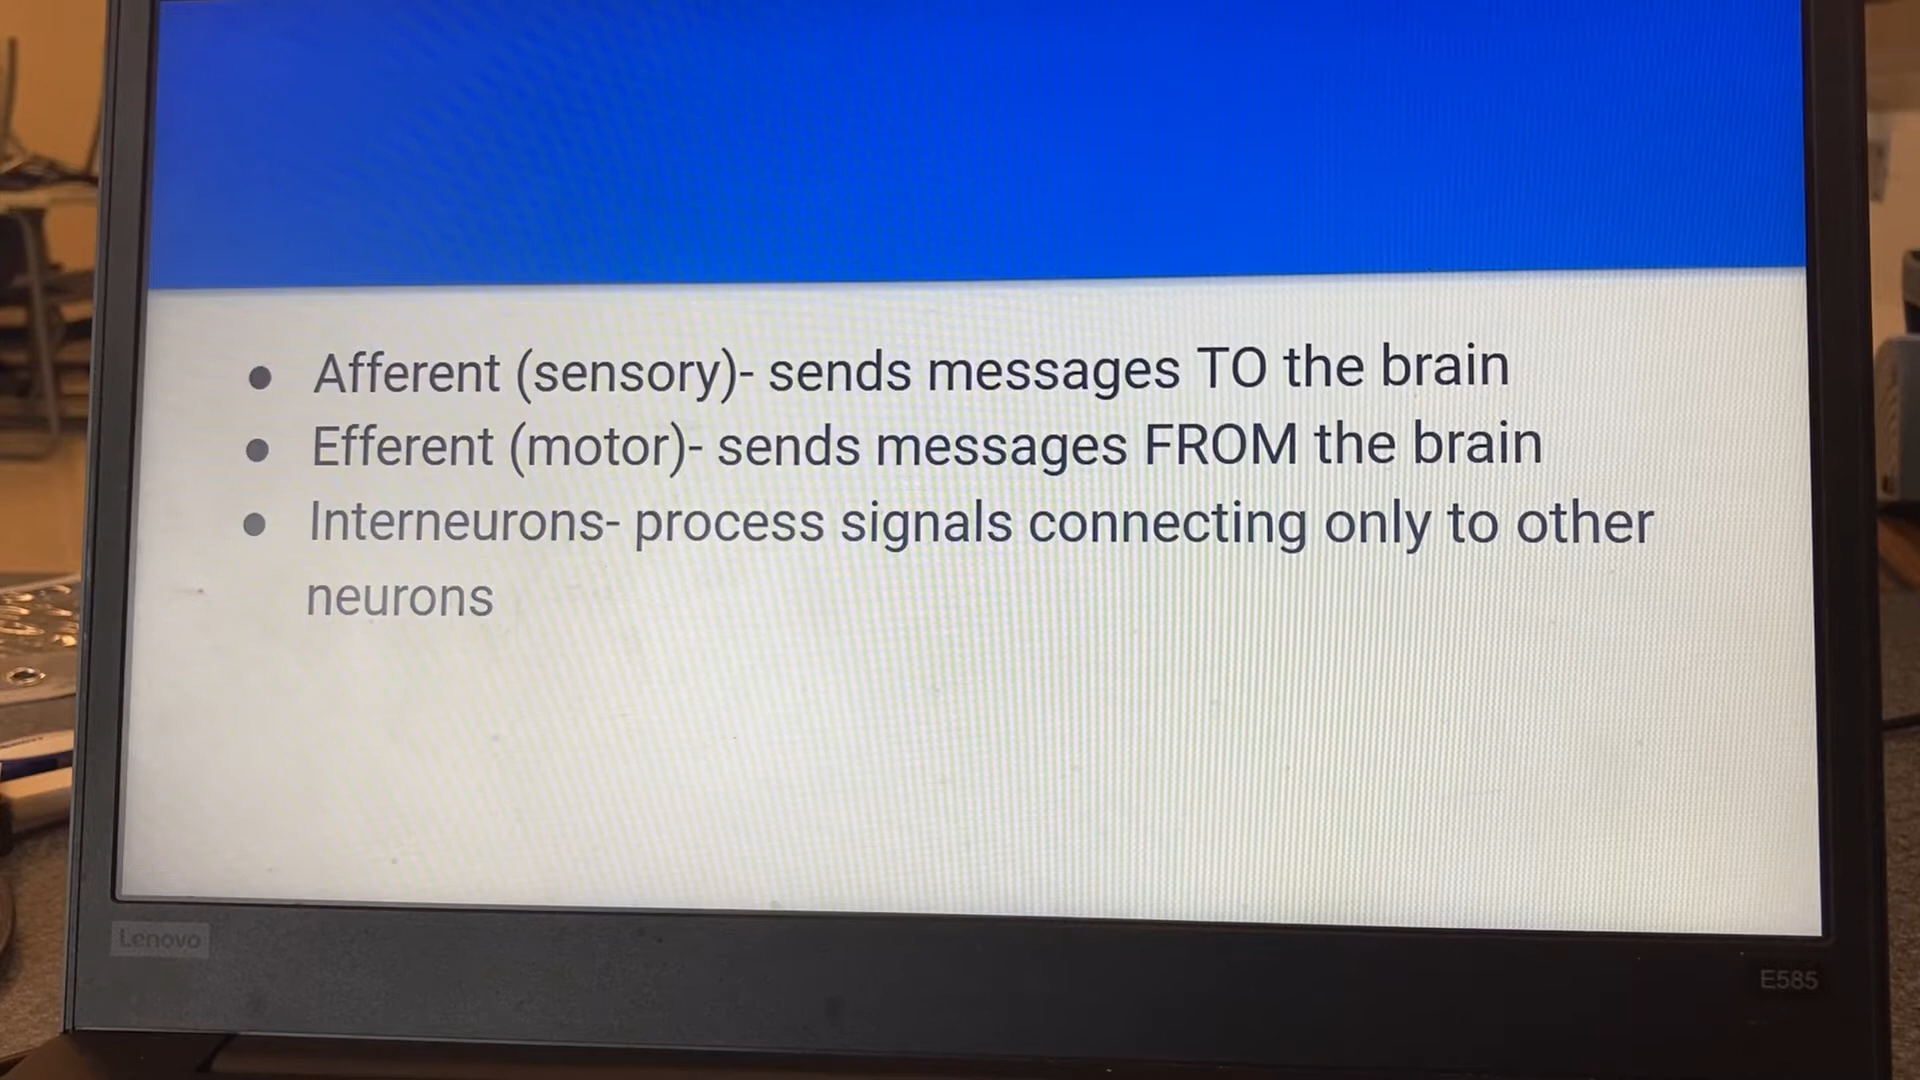 ● Afferent (sensory)- sends messages TO the brain
● Efferent (motor)- sends messages FROM the brain
● Interneurons- process signals connecting only to other
neurons
Lenovo
E585